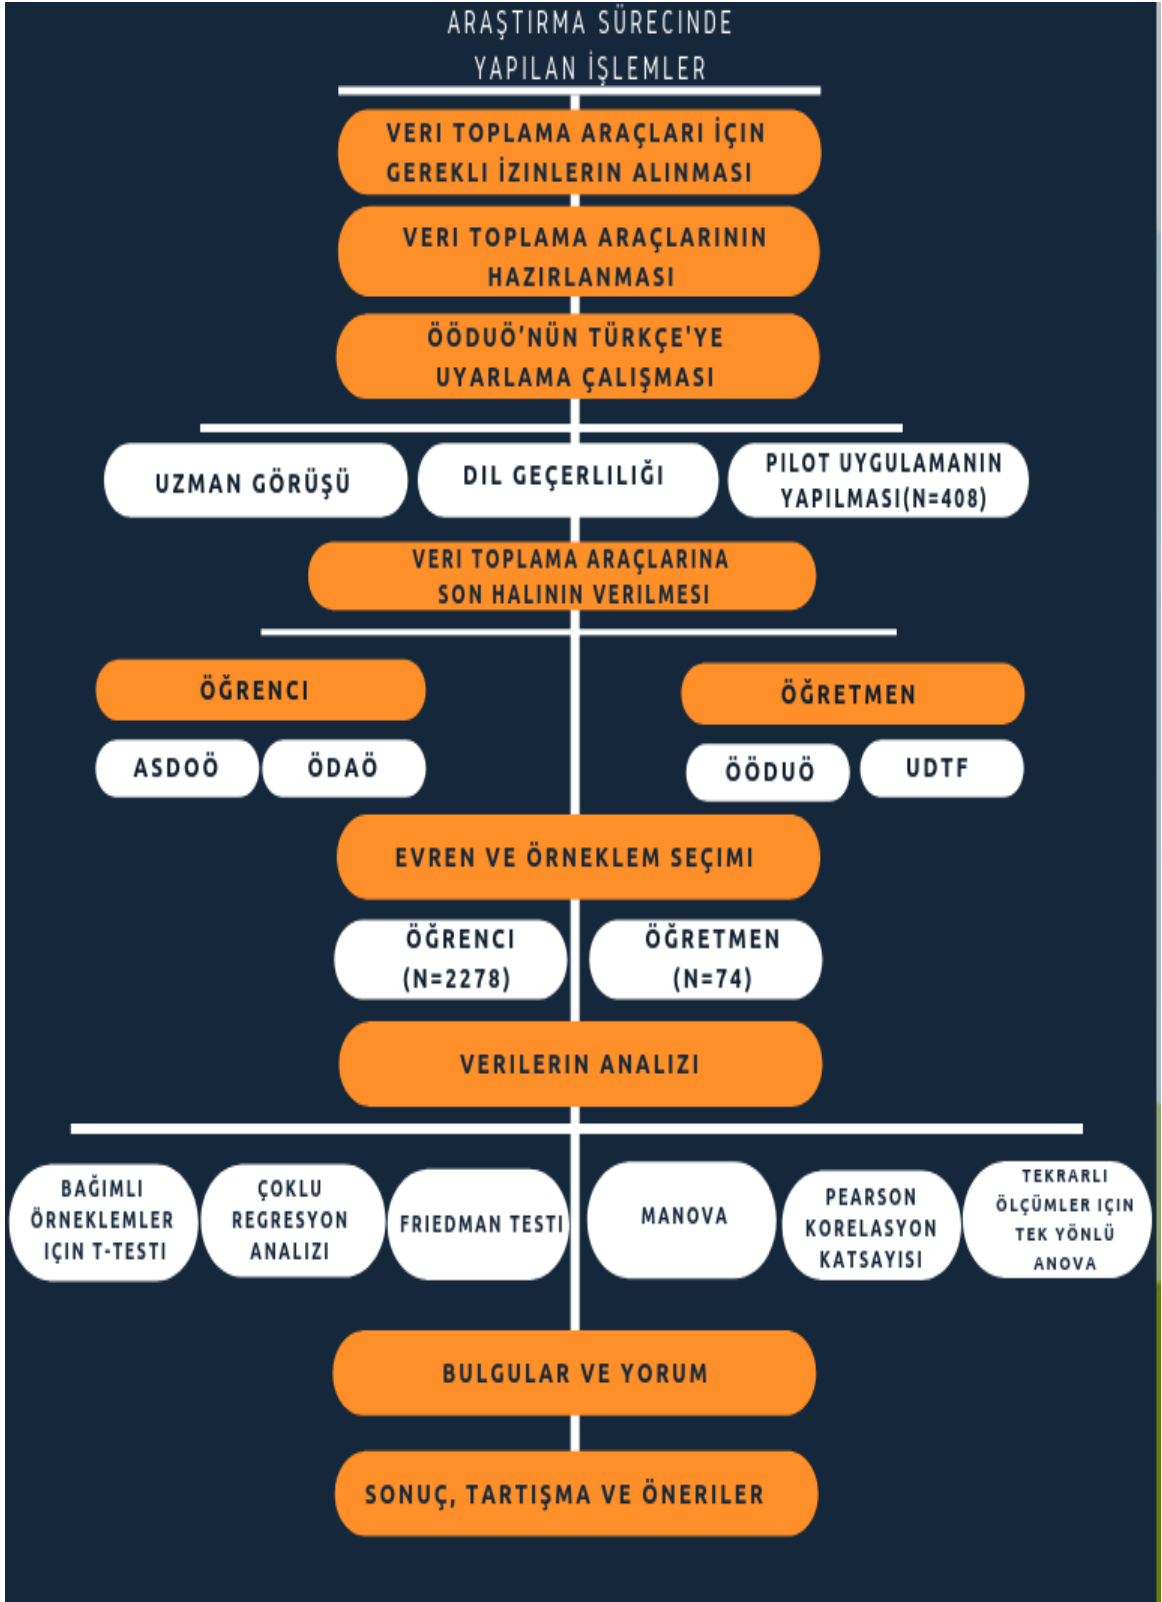 ARAŞTIRMA SÜRECINDE
YAPILAN İŞLEMLER
VERI TOPLAMA ARAÇLARI İÇIN
GEREKLI İZINLERIN ALINMASI
VERI TOPLAMA ARAÇLARININ
HAZIRLANMASI
ÖÖDUÖ'NÜN TÜRKÇE'YE
UYARLAMA ÇALIŞMASI
UZMAN GÖRÜŞÜ
DIL GEÇERLILIĞI
PILOT UYGULAMANIN
YAPILMASI(N=408)
VERI TOPLAMA ARAÇLARINA
SON HALININ VERILMESI
ÖĞRENCI
ÖĞRETMEN
ASDOÖ
ÖDAÖ
ÖÖDUÖ
UDTF
EVREN VE ÖRNEKLEM SEÇIMI
ÖĞRENCI
(N=2278)
ÖĞRETMEN
(N=74)
VERILERIN ANALIZI
BAĞIMLI
ÖRNEKLEMLER
IÇIN T-TESTI
ÇOKLU
REGRESYON
ANALIZI
FRIEDMAN TESTI
MANOVA
PEARSON
KORELASYON
KATSAYISI
TEKRARLI
ÖLÇÜMLER IÇIN
TEK YÖNLÜ
ANOVA
BULGULAR VE YORUM
SONUÇ, TARTIŞMA VE ÖNERILER